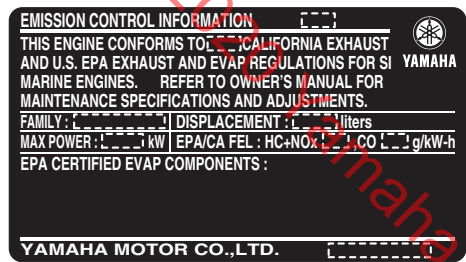 EMISSION CONTROL INFORMATION
THIS ENGINE CONFORMS TO CALIFORNIA EXHAUST
AND U.S. EPA EXHAUST AND EVAP REGULATIONS FOR SI
MARINE ENGINES. REFER TO OWNER'S MANUAL FOR
MAINTENANCE SPECIFICATIONS AND ADJUSTMENTS.
YAMAHA
FAMILY : DISPLACEMENT : liters
MAX POWER : kW EPA/CA FEL : HC+NOX ,CO g/kW-h
EPA CERTIFIED EVAP COMPONENTS :
YAMAHA MOTOR CO.,LTD.
Yamaha